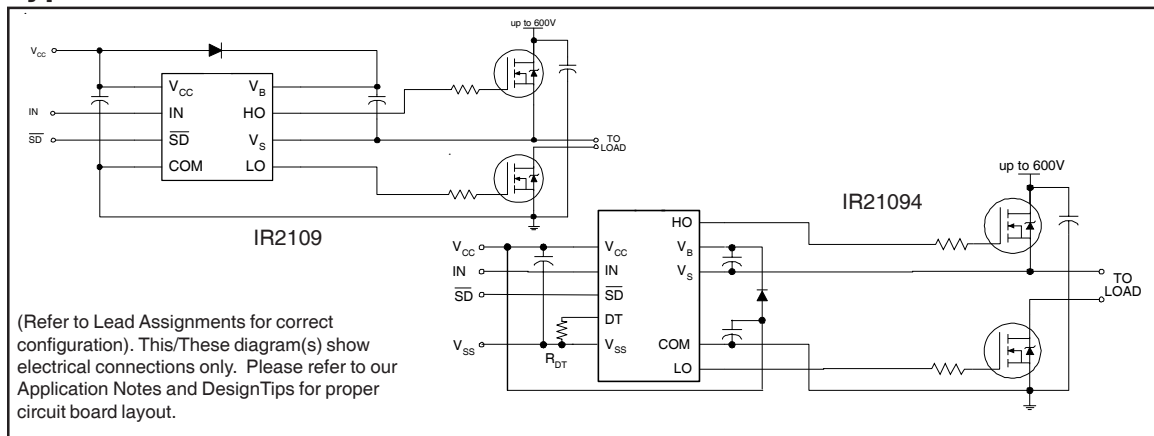 up to 600V
VCC
VCC
VB
IN
IN
HO
SD
SD
VS
TO
LOAD
COM
LO
IR2109
up to 600V
IR21094
HO
VCC
VCC
VB
IN
IN
VS
SD
SD
DT
TO
LOAD
VSS
RDT
VSS
COM
LO
(Refer to Lead Assignments for correct
configuration). This/These diagram(s) show
electrical connections only. Please refer to our
Application Notes and DesignTips for proper
circuit board layout.